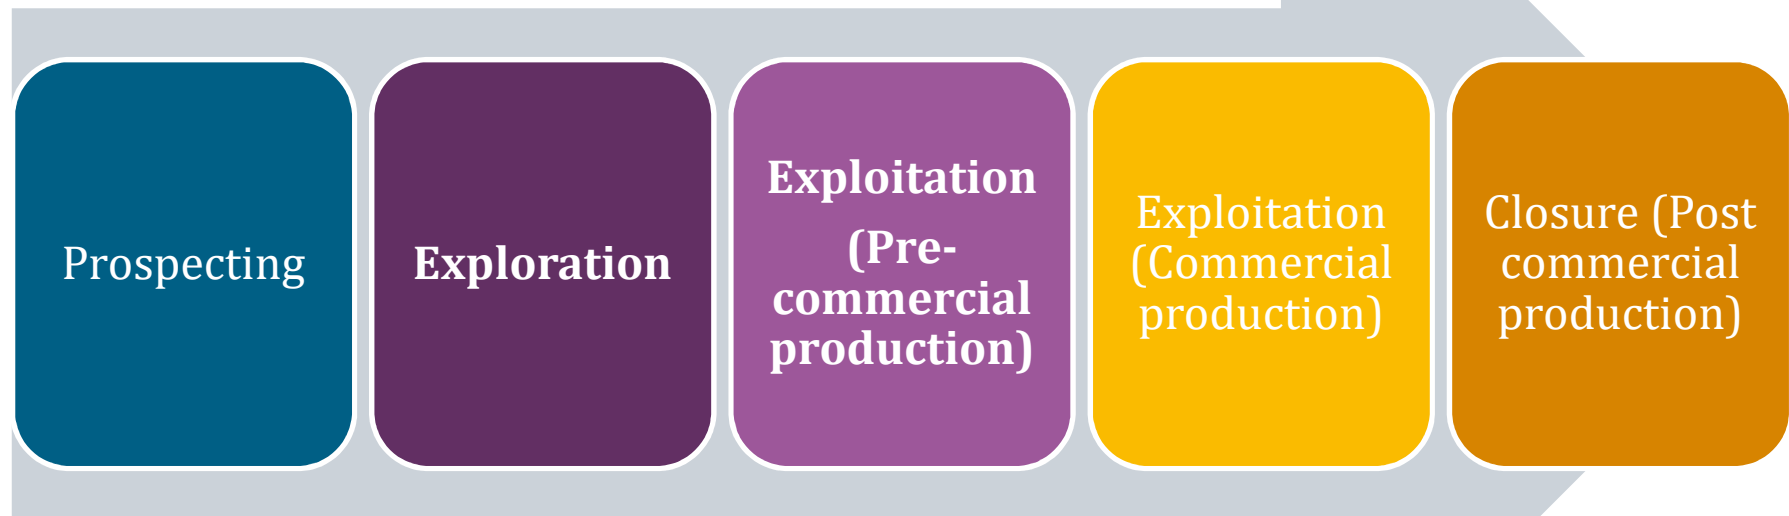 Prospecting
Exploration
Exploitation
(Pre-
commercial
production)
Exploitation
(Commercial
production)
Closure (Post
commercial
production)